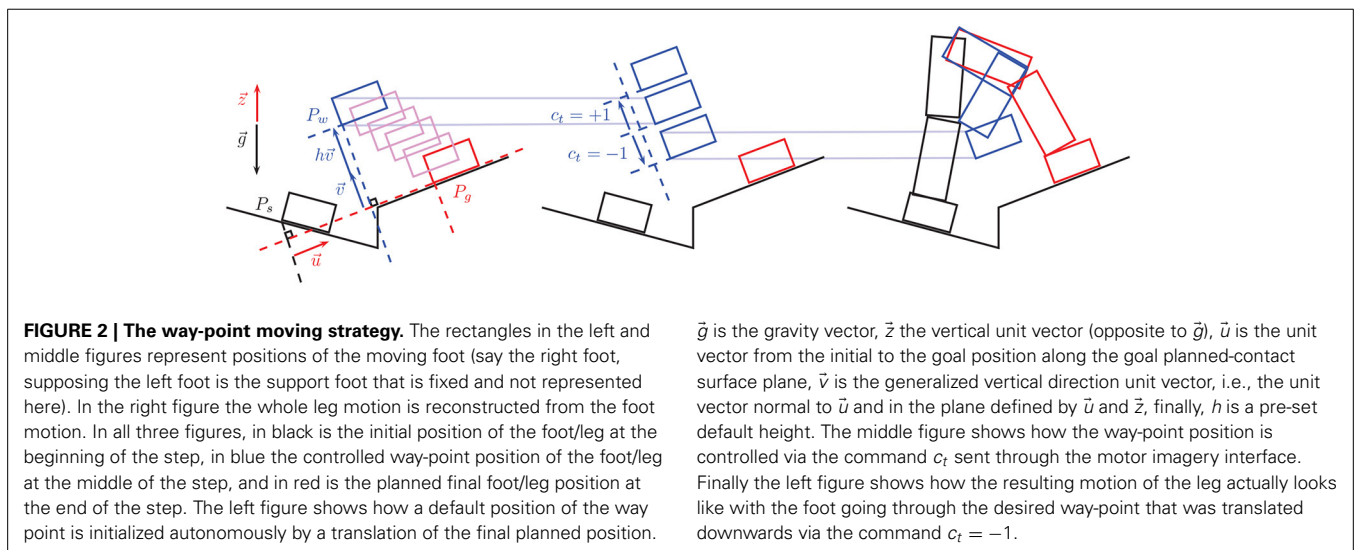 z⃗
g⃗
P_w
hv⃗
v⃗
P_s
P_g
u⃗
c_t = +1
c_t = −1
FIGURE 2 | The way-point moving strategy. The rectangles in the left and
middle figures represent positions of the moving foot (say the right foot,
supposing the left foot is the support foot that is fixed and not represented
here). In the right figure the whole leg motion is reconstructed from the foot
motion. In all three figures, in black is the initial position of the foot/leg at the
beginning of the step, in blue the controlled way-point position of the foot/leg
at the middle of the step, and in red is the planned final foot/leg position at
the end of the step. The left figure shows how a default position of the way
point is initialized autonomously by a translation of the final planned position.
g⃗ is the gravity vector, z⃗ the vertical unit vector (opposite to g⃗), u⃗ is the unit
vector from the initial to the goal position along the goal planned-contact
surface plane, v⃗ is the generalized vertical direction unit vector, i.e., the unit
vector normal to u⃗ and in the plane defined by u⃗ and z⃗, finally, h is a pre-set
default height. The middle figure shows how the way-point position is
controlled via the command c_t sent through the motor imagery interface.
Finally the left figure shows how the resulting motion of the leg actually looks
like with the foot going through the desired way-point that was translated
downwards via the command c_t = −1.